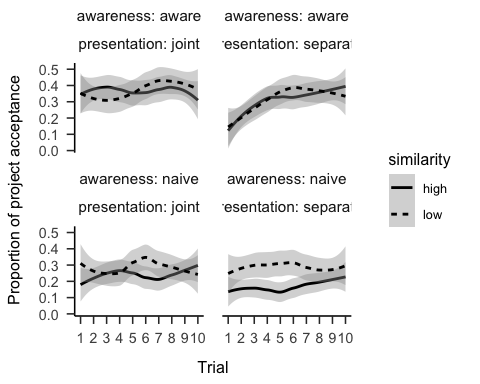 awareness: aware
awareness: aware
presentation: joint
presentation: separat
0.5
0.4
0.3
0.2
0.1
0.0
awareness: naive
awareness: naive
presentation: joint
presentation: separat
0.5
0.4
0.3
0.2
0.1
0.0
1 2 3 4 5 6 7 8 9 10
1 2 3 4 5 6 7 8 9 10
Trial
Proportion of project acceptance
similarity
high
low